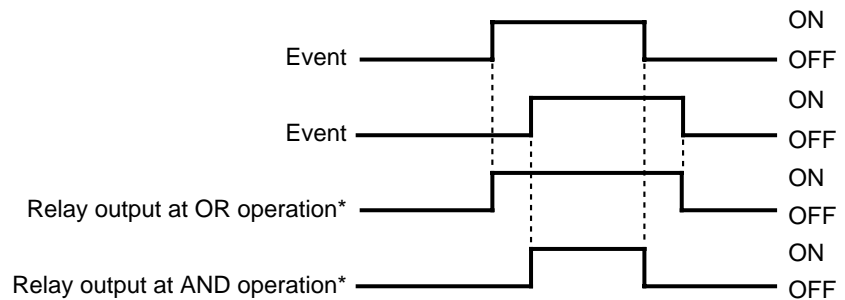 ON
Event
OFF
ON
Event
OFF
ON
Relay output at OR operation*
OFF
ON
Relay output at AND operation*
OFF